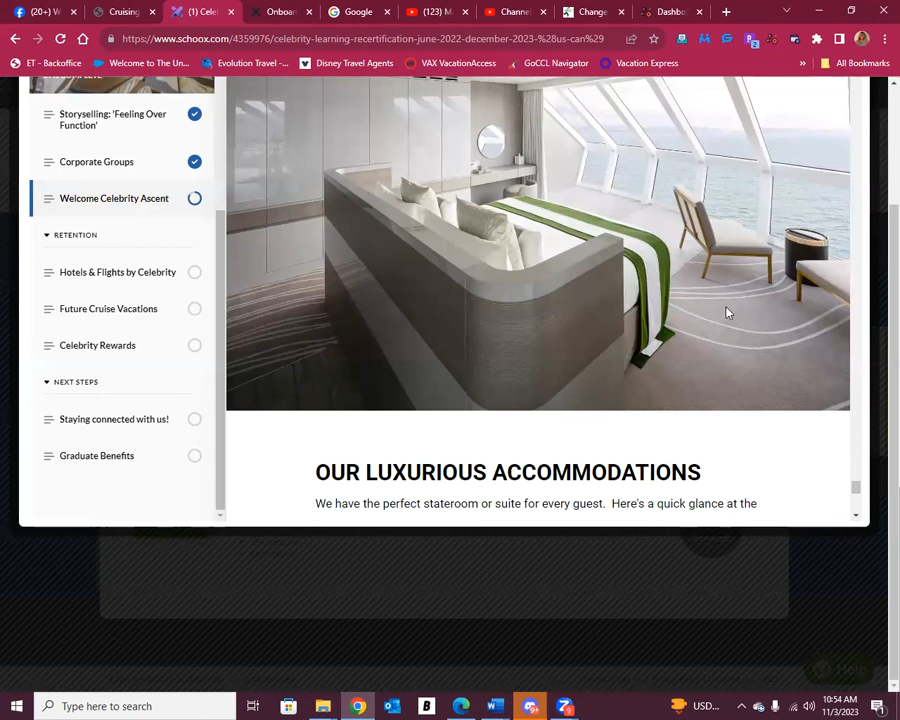 (20+) W
Cruising
(1) Cele
Onboar
Google
(123) M
Channel
Change
Dashbo
https://www.schoox.com/4359976/celebrity-learning-recertification-june-2022-december-2023-%28us-can%29
ET - Backoffice
Welcome to The Un...
Evolution Travel -...
Disney Travel Agents
VAX VacationAccess
GoCCL Navigator
Vacation Express
»
All Bookmarks
Storyselling: 'Feeling Over
Function'
Corporate Groups
Welcome Celebrity Ascent
RETENTION
Hotels & Flights by Celebrity
Future Cruise Vacations
Celebrity Rewards
NEXT STEPS
Staying connected with us!
Graduate Benefits
OUR LUXURIOUS ACCOMMODATIONS
We have the perfect stateroom or suite for every guest. Here's a quick glance at the
Help
Type here to search
USD...
10:54 AM
11/3/2023